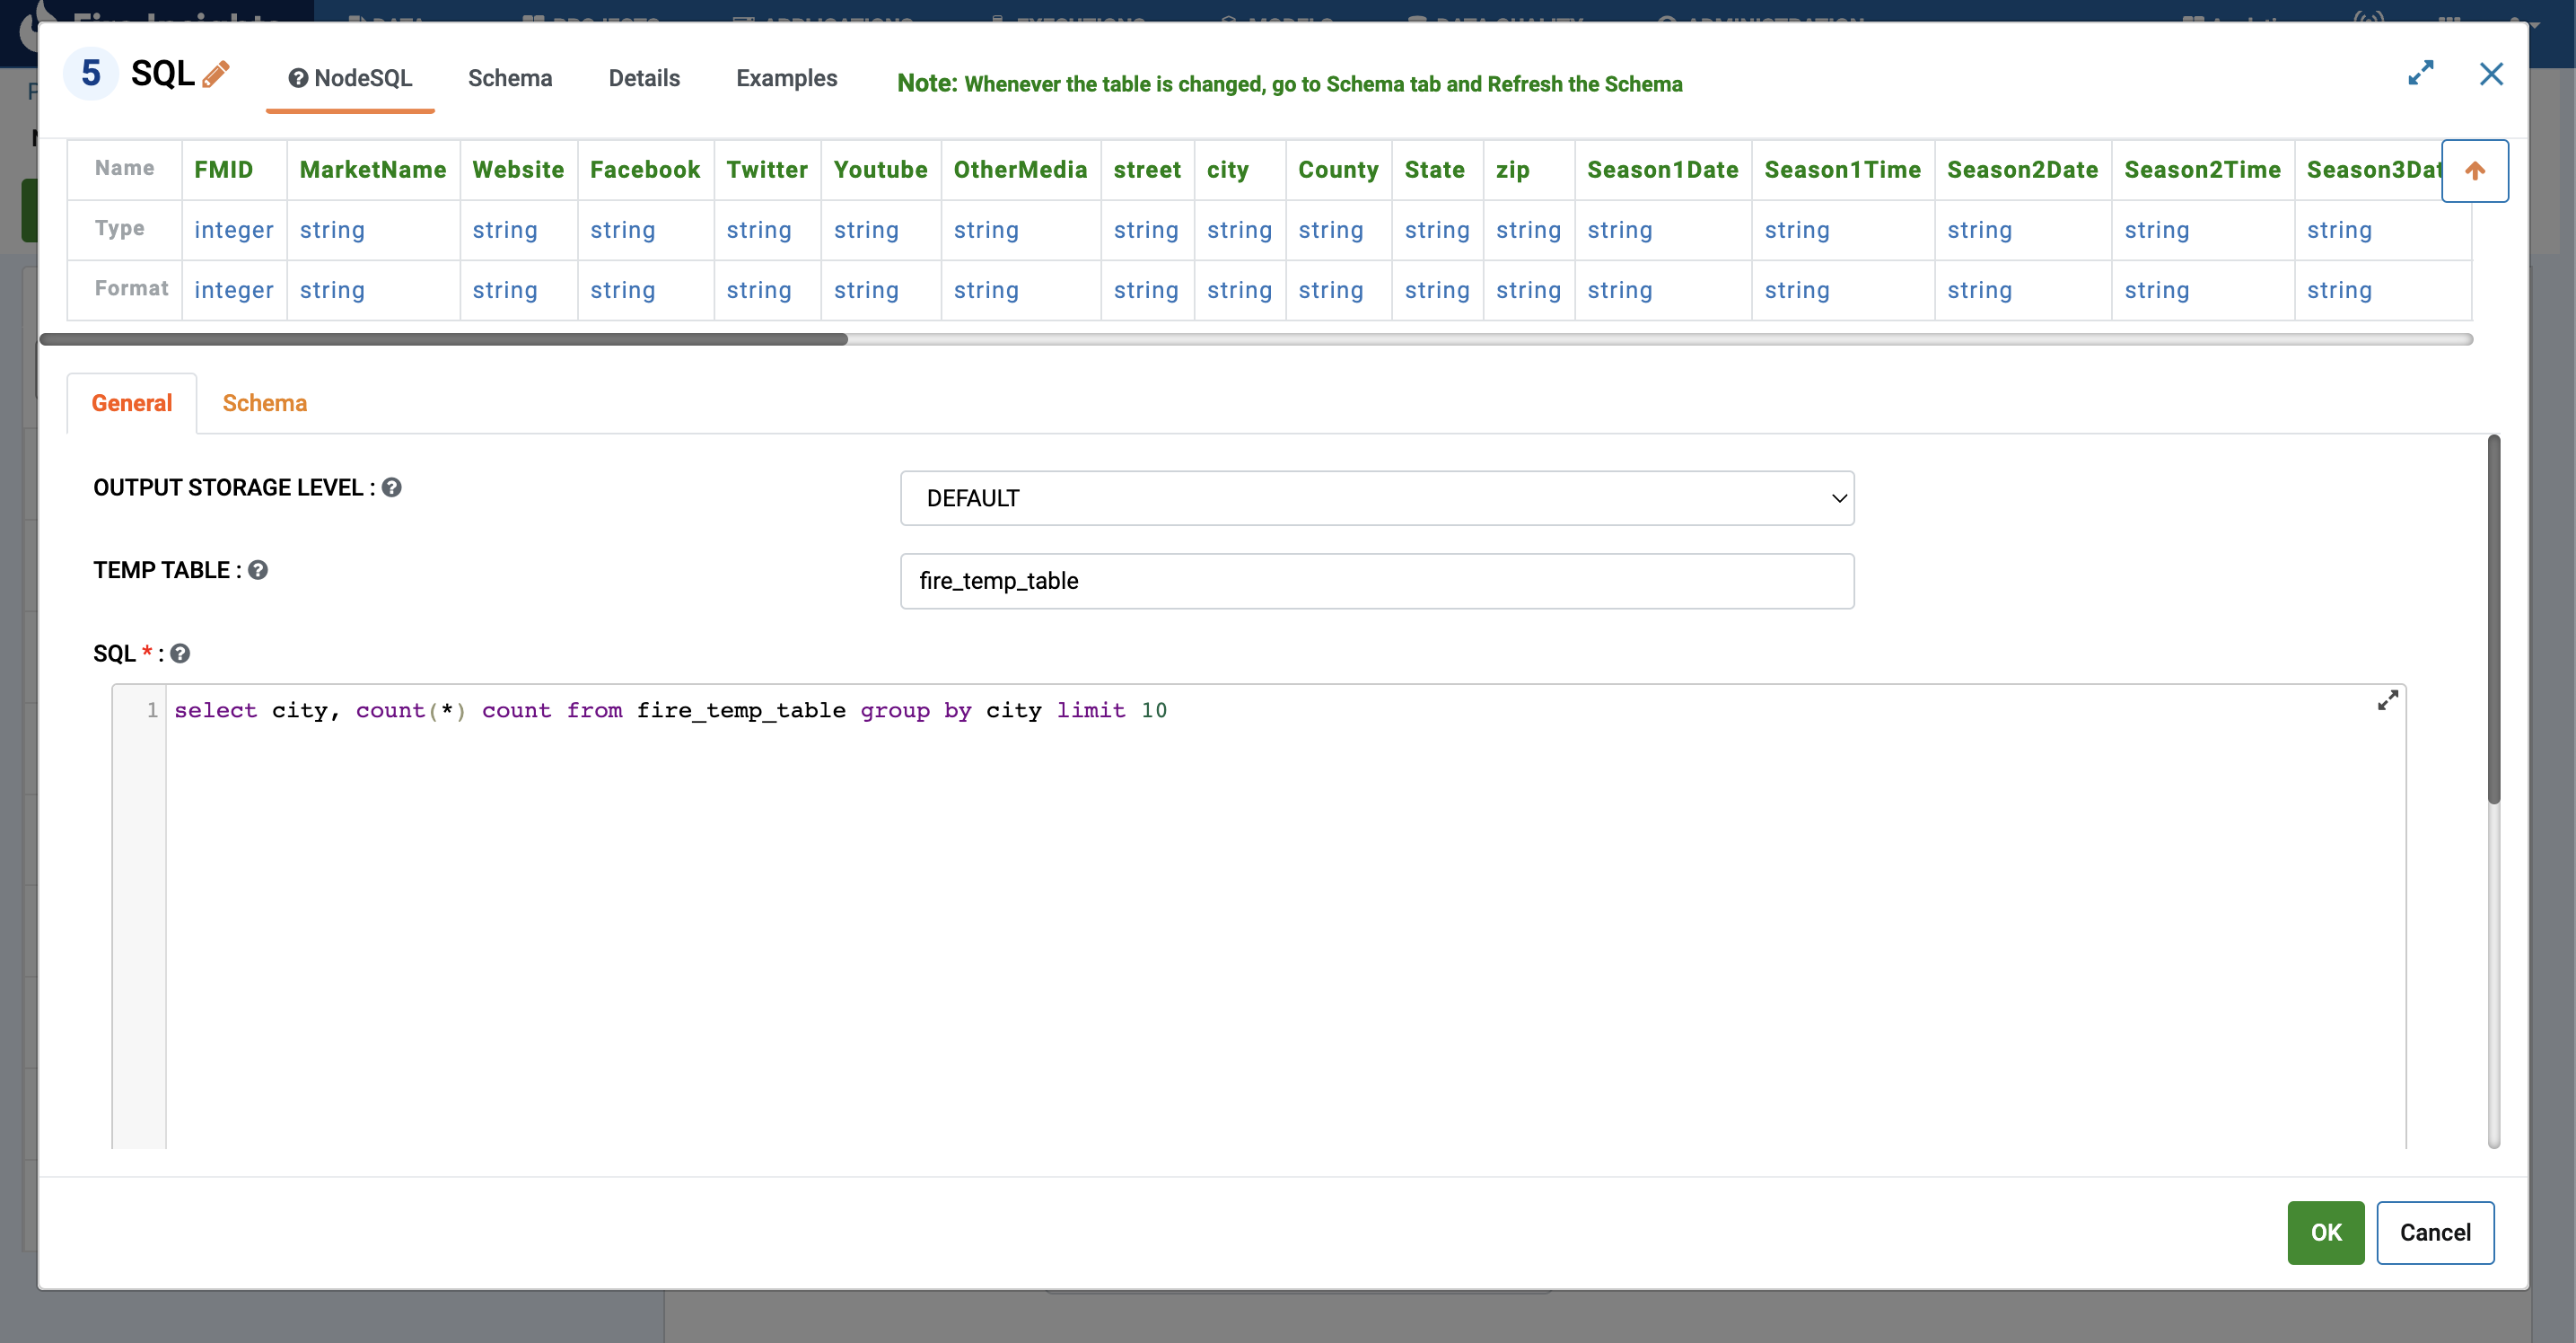 5 SQL NodeSQL Schema Details Examples Note: Whenever the table is changed, go to Schema tab and Refresh the Schema
Name FMID MarketName Website Facebook Twitter Youtube OtherMedia street city County State zip Season1Date Season1Time Season2Date Season2Time Season3Dat
Type integer string string string string string string string string string string string string string string string string
Format integer string string string string string string string string string string string string string string string string
General Schema
OUTPUT STORAGE LEVEL : DEFAULT
TEMP TABLE : fire_temp_table
SQL * :
1 select city, count(*) count from fire_temp_table group by city limit 10
OK Cancel